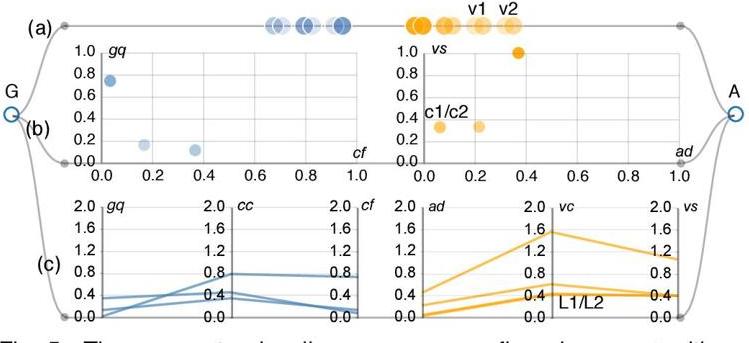 (a) v1 v2
G A
(b)
1.0 gq
0.8
0.6
0.4
0.2
0.0 cf
0.0 0.2 0.4 0.6 0.8 1.0
1.0 vs
0.8
0.6
0.4 c1/c2
0.2
0.0 ad
0.0 0.2 0.4 0.6 0.8 1.0
(c)
2.0 gq 2.0 cc 2.0 cf
1.6 1.6 1.6
1.2 1.2 1.2
0.8 0.8 0.8
0.4 0.4 0.4
0.0 0.0 0.0
2.0 ad 2.0 vc 2.0 vs
1.6 1.6 1.6
1.2 1.2 1.2
0.8 0.8 0.8
0.4 0.4 L1/L2 0.4
0.0 0.0 0.0